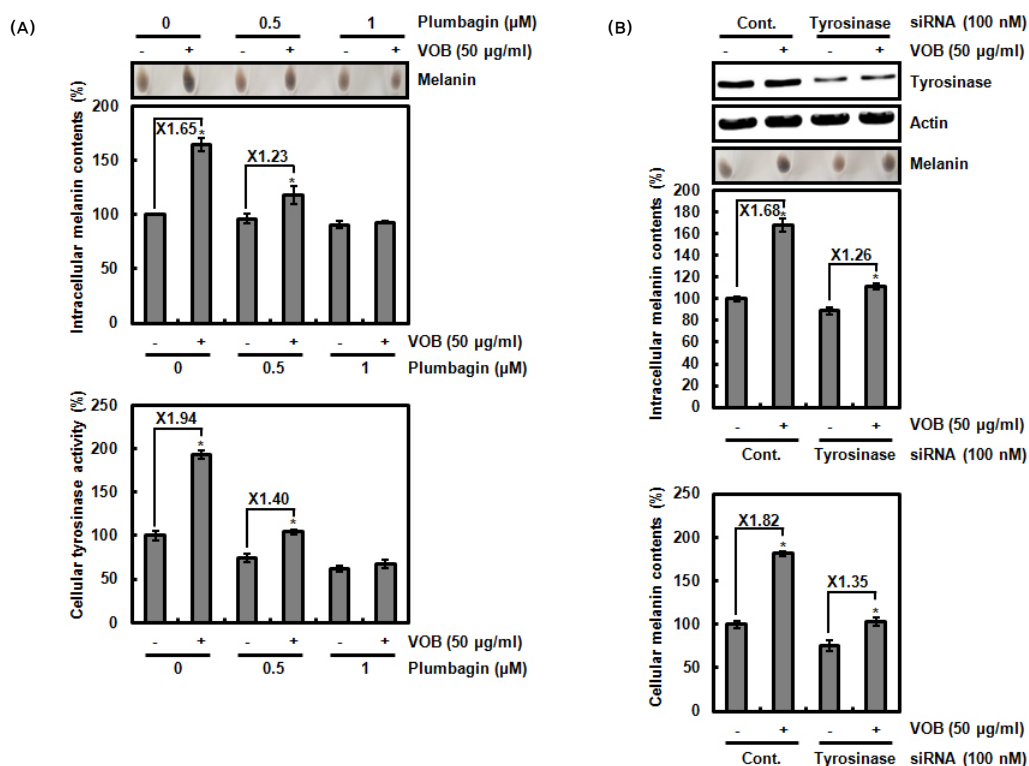 (A)
0 0.5 1 Plumbagin (µM)
- + - + - + VOB (50 µg/ml)
Melanin
Intracellular melanin contents (%)
200
150
100
50
0
X1.65
*
X1.23
*
- + - + - + VOB (50 µg/ml)
0 0.5 1 Plumbagin (µM)
Cellular tyrosinase activity (%)
250
200
150
100
50
0
X1.94
*
X1.40
*
- + - + - + VOB (50 µg/ml)
0 0.5 1 Plumbagin (µM)
(B)
Cont. Tyrosinase siRNA (100 nM)
- + - + VOB (50 µg/ml)
Tyrosinase
Actin
Melanin
Intracellular melanin contents (%)
200
180
160
140
120
100
80
60
40
20
0
X1.68
*
X1.26
*
- + - + VOB (50 µg/ml)
Cont. Tyrosinase siRNA (100 nM)
Cellular melanin contents (%)
250
200
150
100
50
0
X1.82
*
X1.35
*
- + - + VOB (50 µg/ml)
Cont. Tyrosinase siRNA (100 nM)